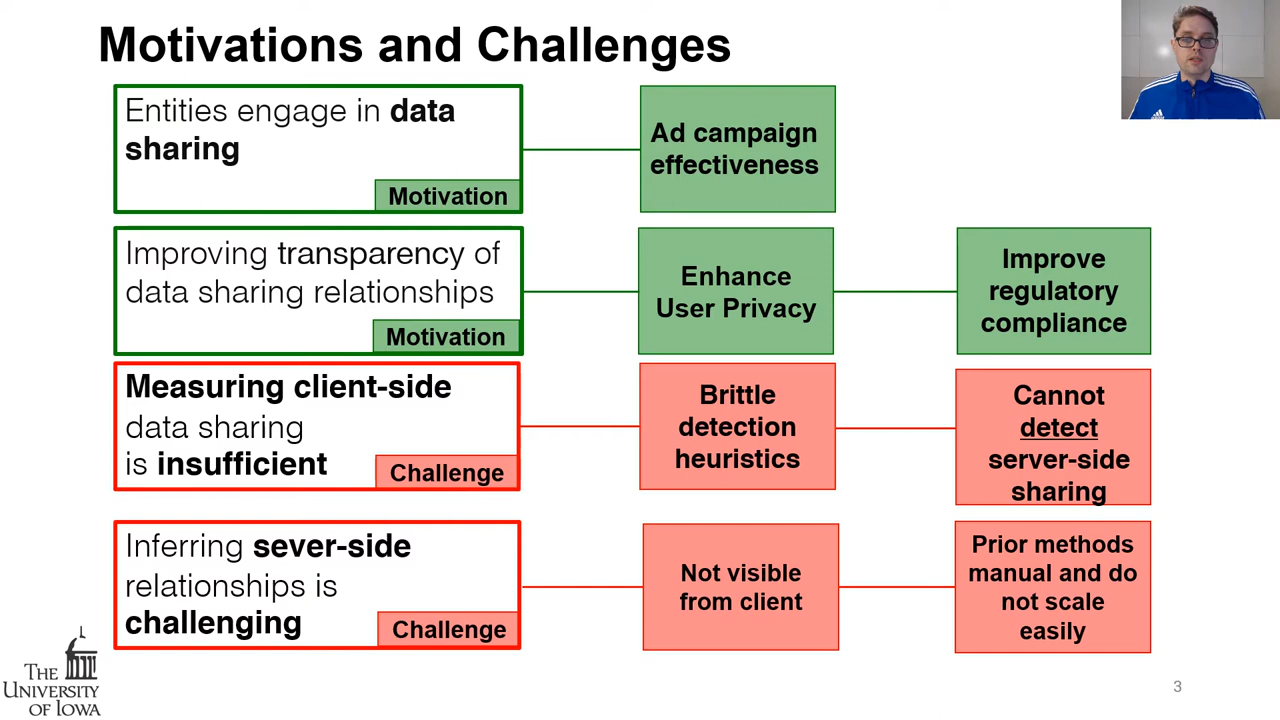 Motivations and Challenges
Entities engage in data
sharing
Motivation
Ad campaign
effectiveness
Improving transparency of
data sharing relationships
Motivation
Enhance
User Privacy
Improve
regulatory
compliance
Measuring client-side
data sharing
is insufficient
Challenge
Brittle
detection
heuristics
Cannot
detect
server-side
sharing
Inferring sever-side
relationships is
challenging
Challenge
Not visible
from client
Prior methods
manual and do
not scale
easily
THE
UNIVERSITY
OF IOWA
3